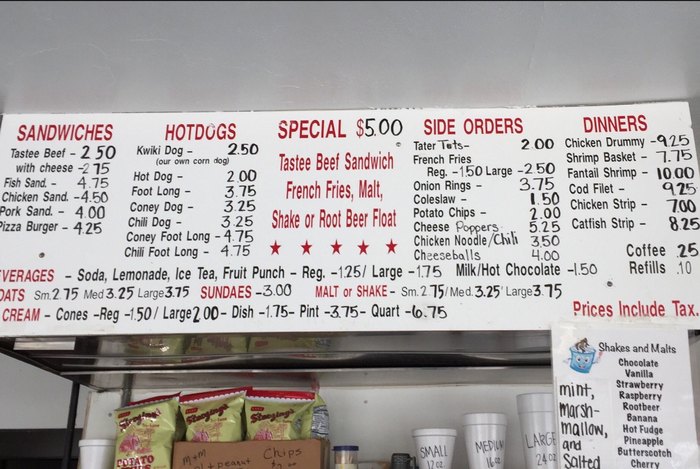 SANDWICHES
Tastee Beef - 2.50
with cheese - 2.75
Fish Sand. - 4.75
Chicken Sand. - 4.50
Pork Sand. - 4.00
Pizza Burger - 4.25
HOTDOGS
Kwiki Dog - 2.50
(our own corn dog)
Hot Dog - 2.00
Foot Long - 3.75
Coney Dog - 3.25
Chili Dog - 3.25
Coney Foot Long - 4.75
Chili Foot Long - 4.75
SPECIAL $5.00
Tastee Beef Sandwich
French Fries, Malt,
Shake or Root Beer Float
SIDE ORDERS
Tater Tots - 2.00
French Fries
Reg. -1.50 Large -2.50
Onion Rings - 3.75
Coleslaw - 1.50
Potato Chips - 2.00
Cheese Poppers - 5.25
Chicken Noodle/Chili 3.50
Cheeseballs 4.00
DINNERS
Chicken Drummy - 9.25
Shrimp Basket - 7.75
Fantail Shrimp - 10.00
Cod Filet - 9.25
Chicken Strip - 7.00
Catfish Strip - 8.25
Coffee .25
Refills .10
VERAGES - Soda, Lemonade, Ice Tea, Fruit Punch - Reg. -1.25/ Large -1.75 Milk/Hot Chocolate -1.50
OATS Sm. 2.75 Med. 3.25 Large 3.75 SUNDAES -3.00 MALT or SHAKE - Sm. 2.75/ Med. 3.25 Large 3.75
CREAM - Cones -Reg -1.50/ Large 2.00 - Dish -1.75- Pint -3.75- Quart -6.75
Prices Include Tax.
Shakes and Malts
Chocolate
Vanilla
Strawberry
Raspberry
Rootbeer
Banana
Hot Fudge
Pineapple
Butterscotch
Cherry
mint,
Marsh-
mallow,
and
Salted
Sterzing's
POTATO
Sterzing's
Sterzing's
M+M
peanut
Chips
SMALL
12 oz
MEDIUM
16 oz
LARGE
24 oz